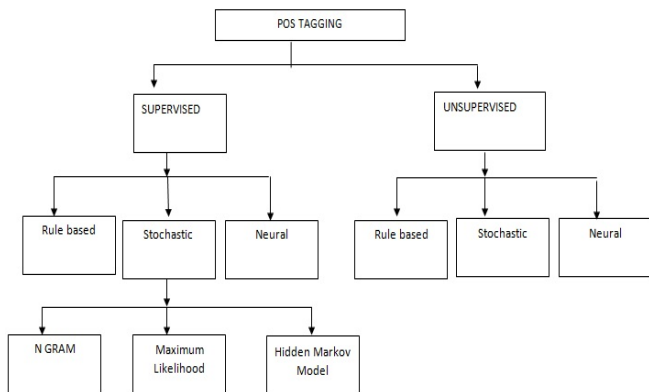 POS TAGGING
SUPERVISED
UNSUPERVISED
Rule based
Stochastic
Neural
Rule based
Stochastic
Neural
N GRAM
Maximum
Likelihood
Hidden Markov
Model